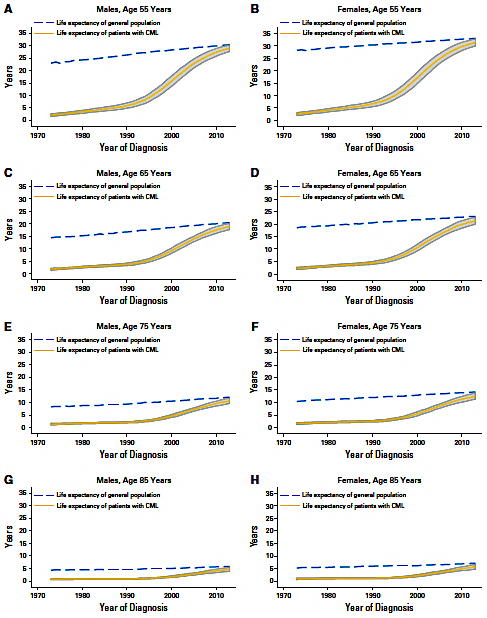 A
Males, Age 55 Years
Life expectancy of general population
Life expectancy of patients with CML
35
30
25
20
15
10
5
0
Years
1970 1980 1990 2000 2010
Year of Diagnosis
B
Females, Age 55 Years
Life expectancy of general population
Life expectancy of patients with CML
35
30
25
20
15
10
5
0
Years
1970 1980 1990 2000 2010
Year of Diagnosis
C
Males, Age 65 Years
Life expectancy of general population
Life expectancy of patients with CML
35
30
25
20
15
10
5
0
Years
1970 1980 1990 2000 2010
Year of Diagnosis
D
Females, Age 65 Years
Life expectancy of general population
Life expectancy of patients with CML
35
30
25
20
15
10
5
0
Years
1970 1980 1990 2000 2010
Year of Diagnosis
E
Males, Age 75 Years
Life expectancy of general population
Life expectancy of patients with CML
35
30
25
20
15
10
5
0
Years
1970 1980 1990 2000 2010
Year of Diagnosis
F
Females, Age 75 Years
Life expectancy of general population
Life expectancy of patients with CML
35
30
25
20
15
10
5
0
Years
1970 1980 1990 2000 2010
Year of Diagnosis
G
Males, Age 85 Years
Life expectancy of general population
Life expectancy of patients with CML
35
30
25
20
15
10
5
0
Years
1970 1980 1990 2000 2010
Year of Diagnosis
H
Females, Age 85 Years
Life expectancy of general population
Life expectancy of patients with CML
35
30
25
20
15
10
5
0
Years
1970 1980 1990 2000 2010
Year of Diagnosis